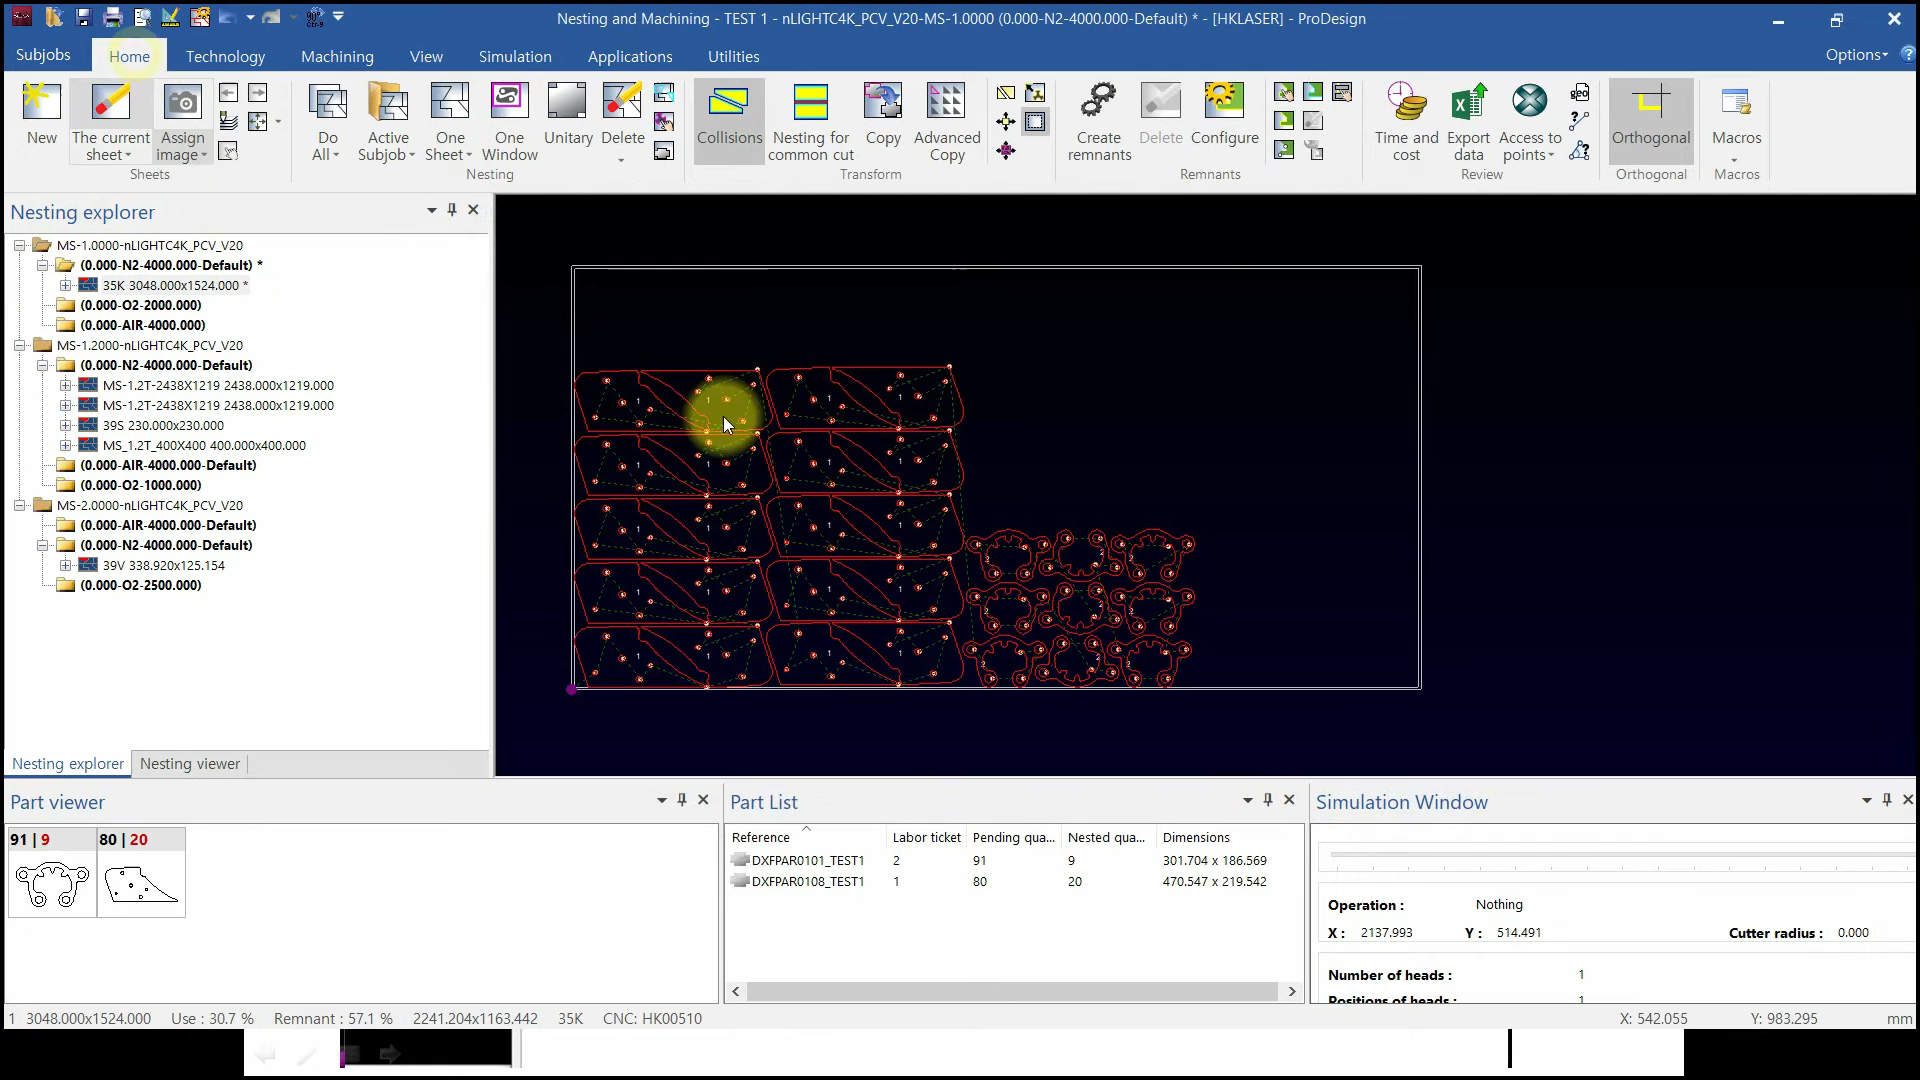 Nesting and Machining - TEST 1 - nLIGHTC4K_PCV_V20-MS-1.0000 (0.000-N2-4000.000-Default) * - [HKLASER] - ProDesign
Subjobs Home Technology Machining View Simulation Applications Utilities Options
New
The current sheet
Assign image
Sheets
Do All
Active Subjob
One Sheet
One Window
Unitary
Delete
Nesting
Collisions
Nesting for common cut
Copy
Advanced Copy
Transform
Create remnants
Delete
Configure
Remnants
Time and cost
Export data
Access to points
Review
Orthogonal
Orthogonal
Macros
Macros
Nesting explorer
MS-1.0000-nLIGHTC4K_PCV_V20
(0.000-N2-4000.000-Default) *
35K 3048.000x1524.000 *
(0.000-O2-2000.000)
(0.000-AIR-4000.000)
MS-1.2000-nLIGHTC4K_PCV_V20
(0.000-N2-4000.000-Default)
MS-1.2T-2438X1219 2438.000x1219.000
MS-1.2T-2438X1219 2438.000x1219.000
39S 230.000x230.000
MS_1.2T_400X400 400.000x400.000
(0.000-AIR-4000.000-Default)
(0.000-O2-1000.000)
MS-2.0000-nLIGHTC4K_PCV_V20
(0.000-AIR-4000.000-Default)
(0.000-N2-4000.000-Default)
39V 338.920x125.154
(0.000-O2-2500.000)
Nesting explorer Nesting viewer
Part viewer
91 | 9 80 | 20
Part List
Reference Labor ticket Pending qua... Nested qua... Dimensions
DXFPAR0101_TEST1 2 91 9 301.704 x 186.569
DXFPAR0108_TEST1 1 80 20 470.547 x 219.542
Simulation Window
Operation : Nothing
X : 2137.993 Y : 514.491 Cutter radius : 0.000
Number of heads : 1
Positions of heads : 1
1 3048.000x1524.000 Use : 30.7 % Remnant : 57.1 % 2241.204x1163.442 35K CNC: HK00510 X: 542.055 Y: 983.295 mm